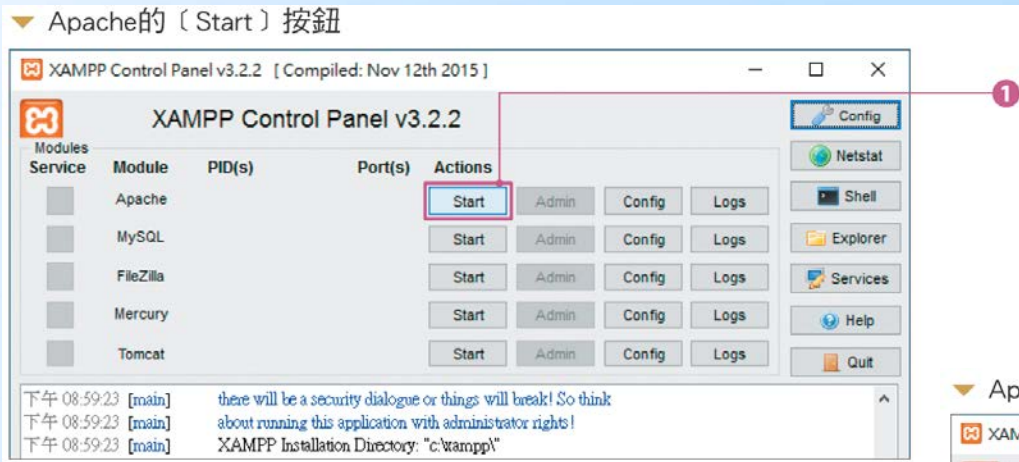 Apache的〔Start〕按鈕
XAMPP Control Panel v3.2.2 [ Compiled: Nov 12th 2015 ]
1
XAMPP Control Panel v3.2.2
Config
Modules
Netstat
Service Module PID(s) Port(s) Actions
Apache Start Admin Config Logs Shell
MySQL Start Admin Config Logs Explorer
FileZilla Start Admin Config Logs Services
Mercury Start Admin Config Logs Help
Tomcat Start Admin Config Logs Quit
下午 08:59:23 [main] there will be a security dialogue or things will break! So think
下午 08:59:23 [main] about running this application with administrator rights!
下午 08:59:23 [main] XAMPP Installation Directory: "c:\xampp\"
Ap
XAM